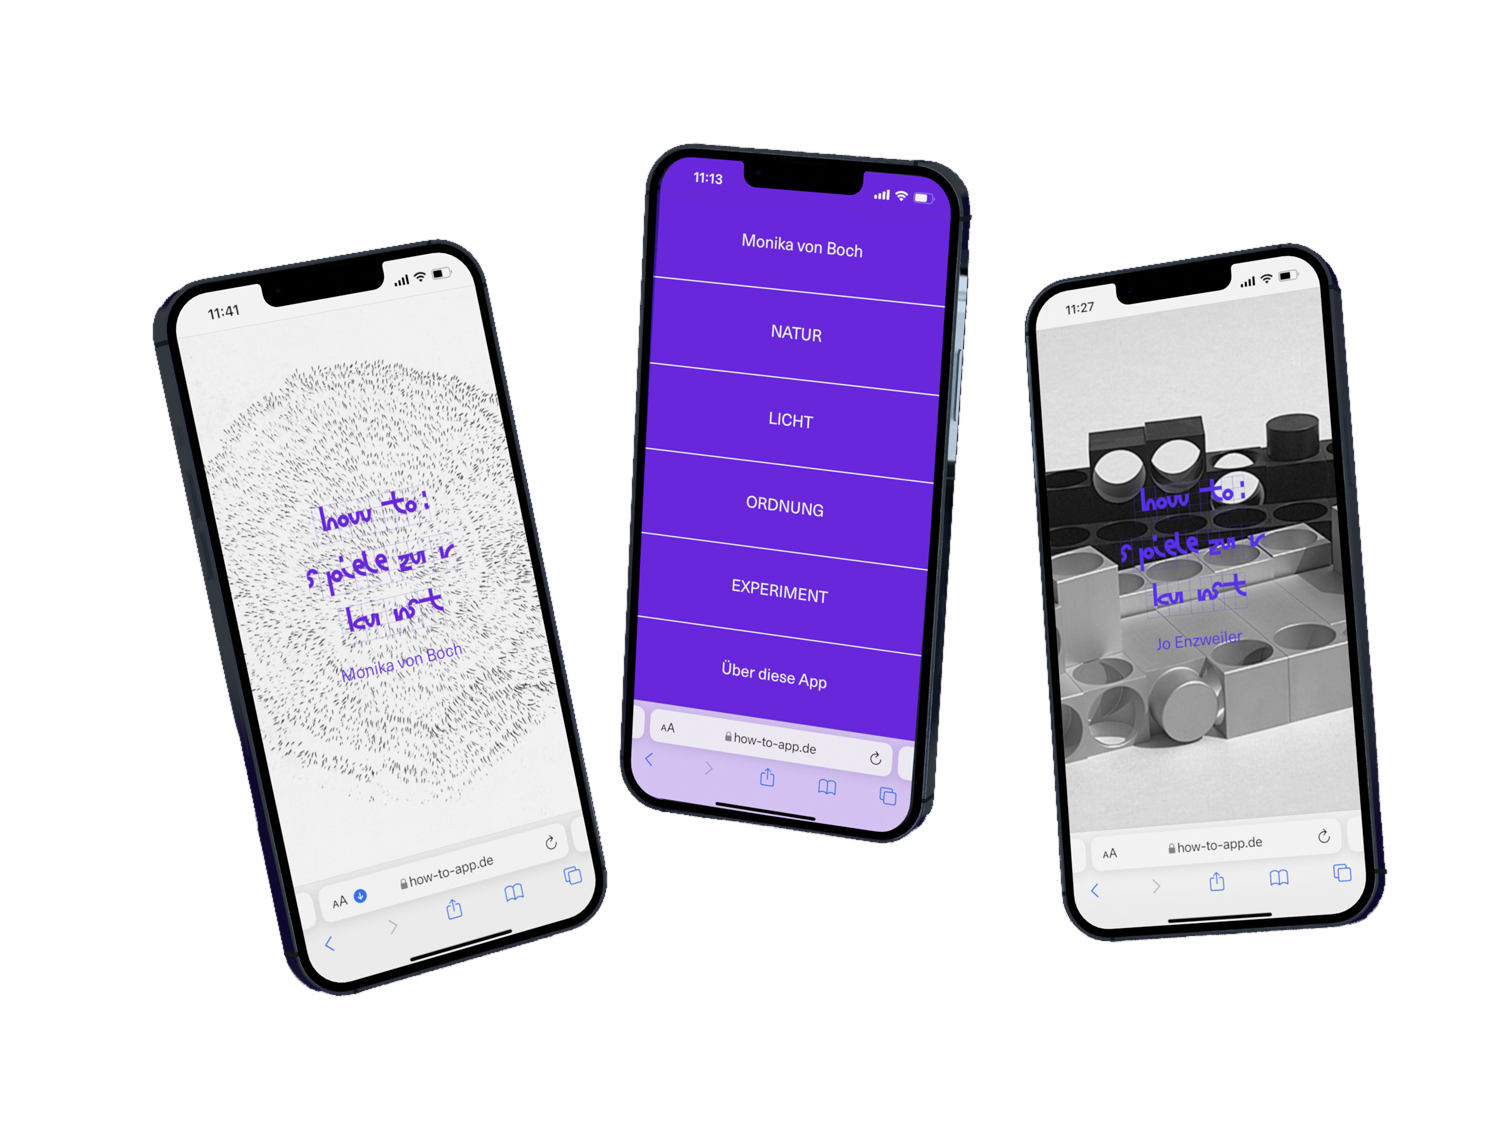 11:41
how to:
spiele zur
kunst
Monika von Boch
AA
how-to-app.de
11:13
Monika von Boch
NATUR
LICHT
ORDNUNG
EXPERIMENT
Über diese App
AA
how-to-app.de
11:27
how to:
spiele zur
kunst
Jo Enzweiler
AA
how-to-app.de